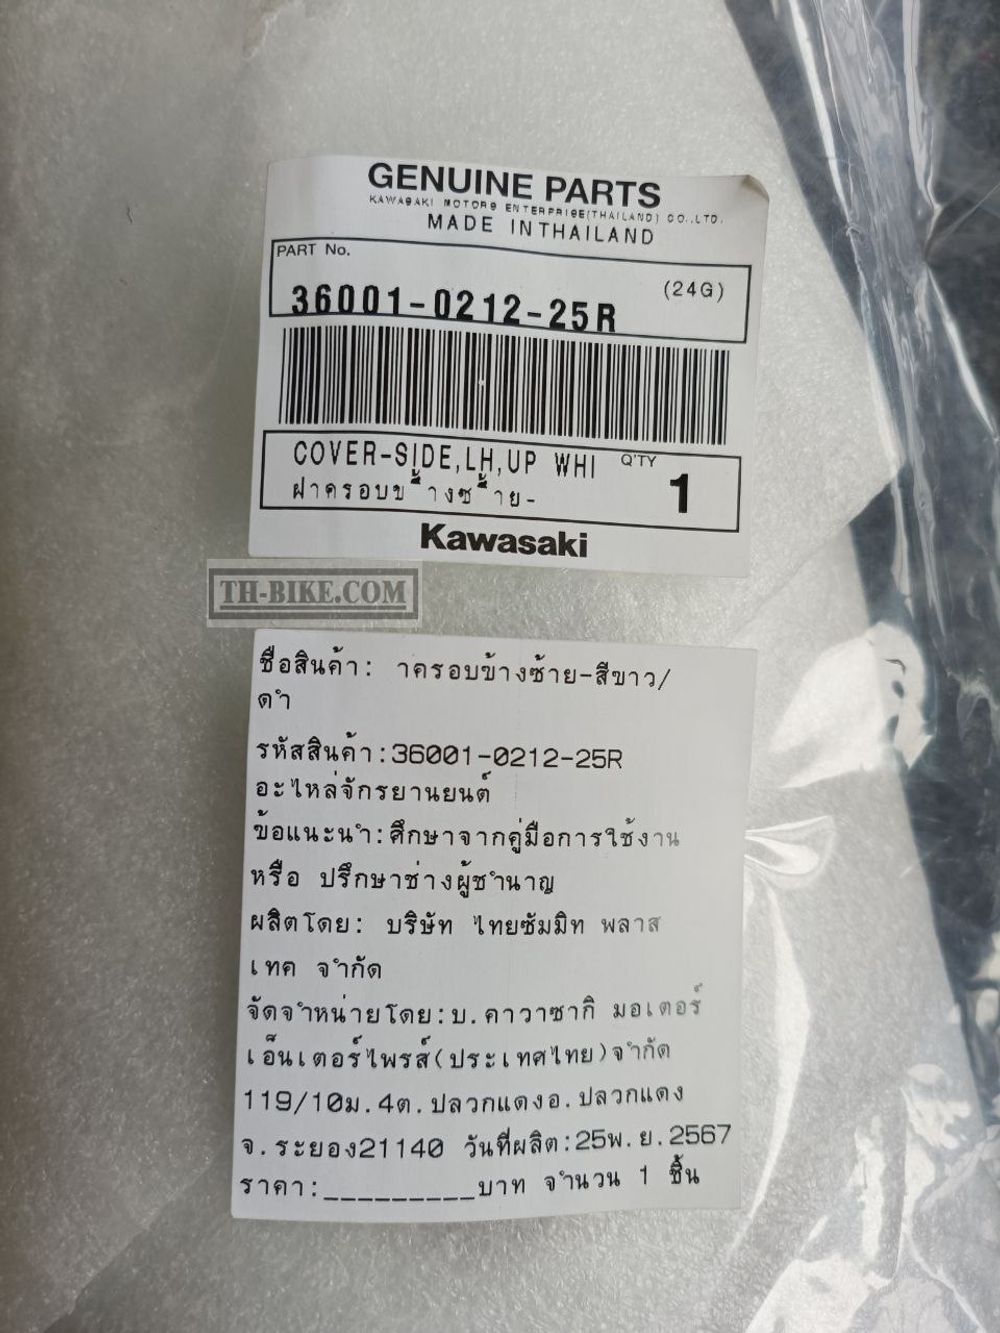 GENUINE PARTS
KAWASAKI MOTORS ENTERPRISE(THAILAND) CO.,LTD.
MADE IN THAILAND
PART No.
(24G)
36001-0212-25R
COVER-SIDE,LH,UP WHI
Q'TY
1
ฝาครอบข้างซ้าย-
Kawasaki
TH-BIKE.COM
ชื่อสินค้า: าครอบข้างซ้าย-สีขาว/
ดำ
รหัสสินค้า:36001-0212-25R
อะไหล่จักรยานยนต์
ข้อแนะนำ:ศึกษาจากคู่มือการใช้งาน
หรือ ปรึกษาช่างผู้ชำนาญ
ผลิตโดย: บริษัท ไทยซัมมิท พลาส
เทค จำกัด
จัดจำหน่ายโดย:บ.คาวาซากิ มอเตอร์
เอ็นเตอร์ไพรส์(ประเทศไทย)จำกัด
119/10ม.4ต.ปลวกแดงอ.ปลวกแดง
จ.ระยอง21140 วันที่ผลิต:25พ.ย.2567
ราคา:_________บาท จำนวน 1 ชิ้น